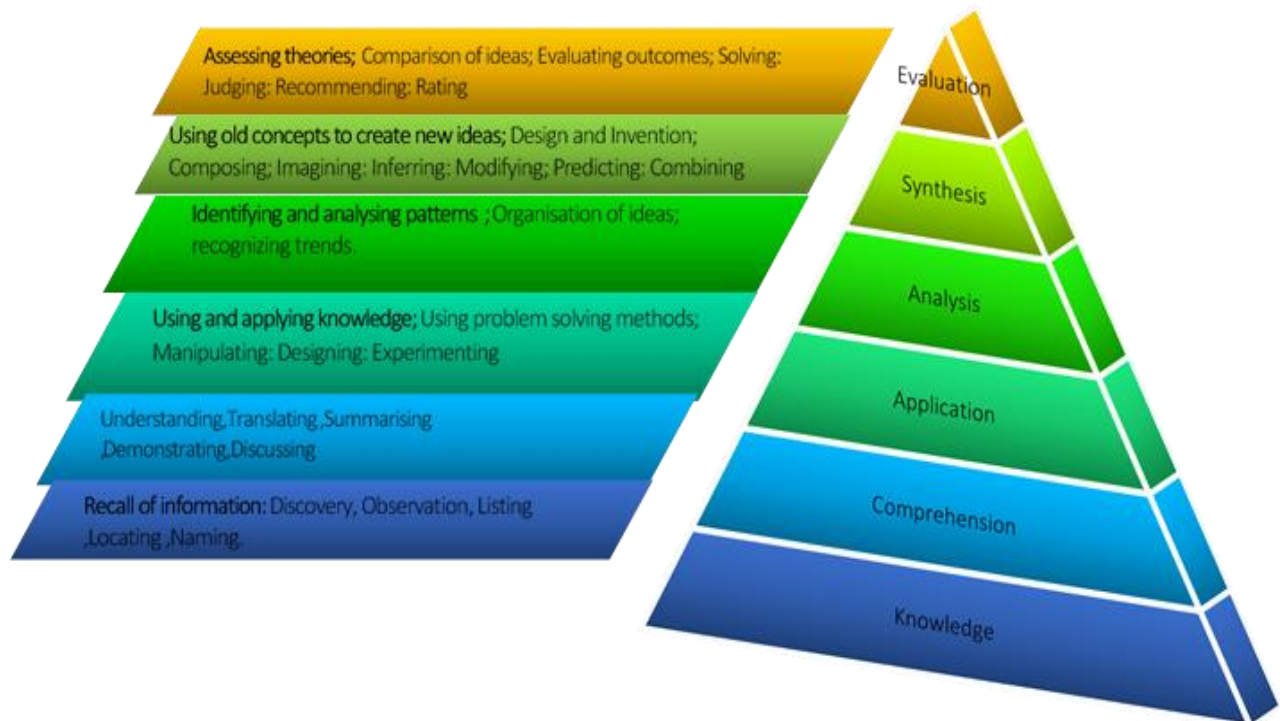 Assessing theories; Comparison of ideas; Evaluating outcomes; Solving:
Judging: Recommending: Rating
Using old concepts to create new ideas; Design and Invention;
Composing; Imagining: Inferring: Modifying; Predicting: Combining
Identifying and analysing patterns ; Organisation of ideas;
recognizing trends.
Using and applying knowledge; Using problem solving methods;
Manipulating: Designing: Experimenting
Understanding,Translating,Summarising
,Demonstrating,Discussing
Recall of information: Discovery, Observation, Listing
,Locating ,Naming.
Evaluation
Synthesis
Analysis
Application
Comprehension
Knowledge